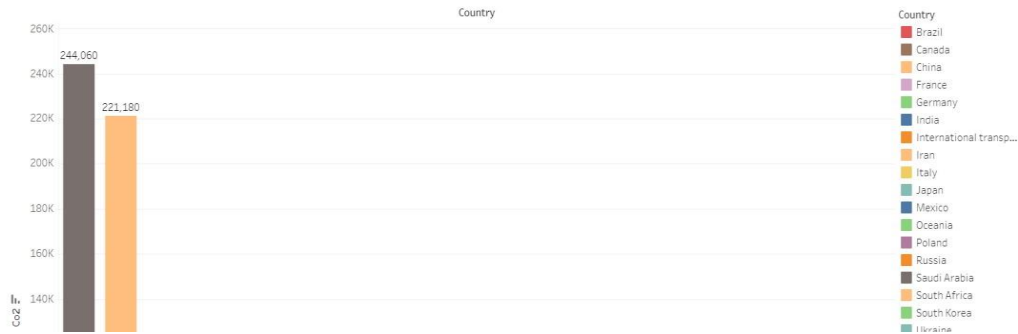 Country
260K
244,060
240K
221,180
220K
200K
180K
160K
140K
Co2
Country
Brazil
Canada
China
France
Germany
India
International transp...
Iran
Italy
Japan
Mexico
Oceania
Poland
Russia
Saudi Arabia
South Africa
South Korea
Ukraine